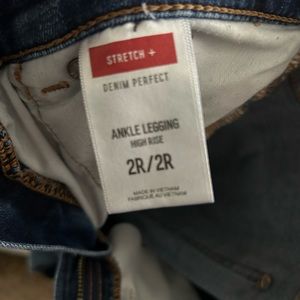 STRETCH +
DENIM PERFECT
ANKLE LEGGING
HIGH RISE
2R/2R
MADE IN VIETNAM
FABRIQUÉ AU VIETNAM